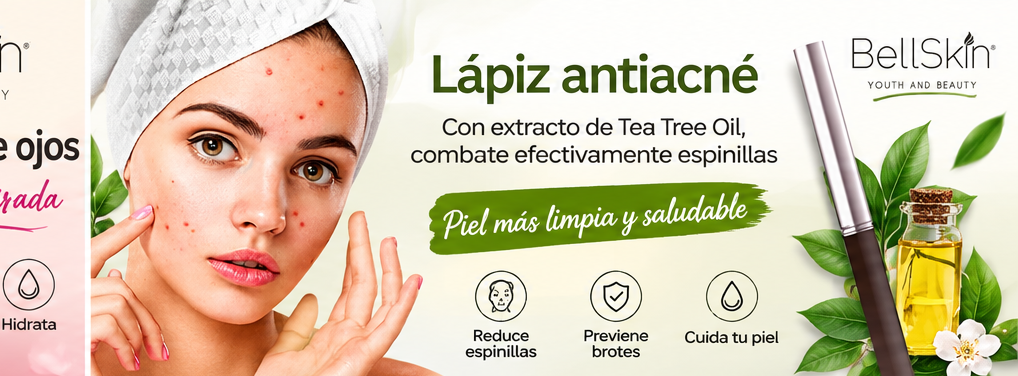 e ojos
Hidrata
Lápiz antiacné
Con extracto de Tea Tree Oil,
combate efectivamente espinillas
Piel más limpia y saludable
Reduce
espinillas
Previene
brotes
Cuida tu piel
BellSkin®
YOUTH AND BEAUTY